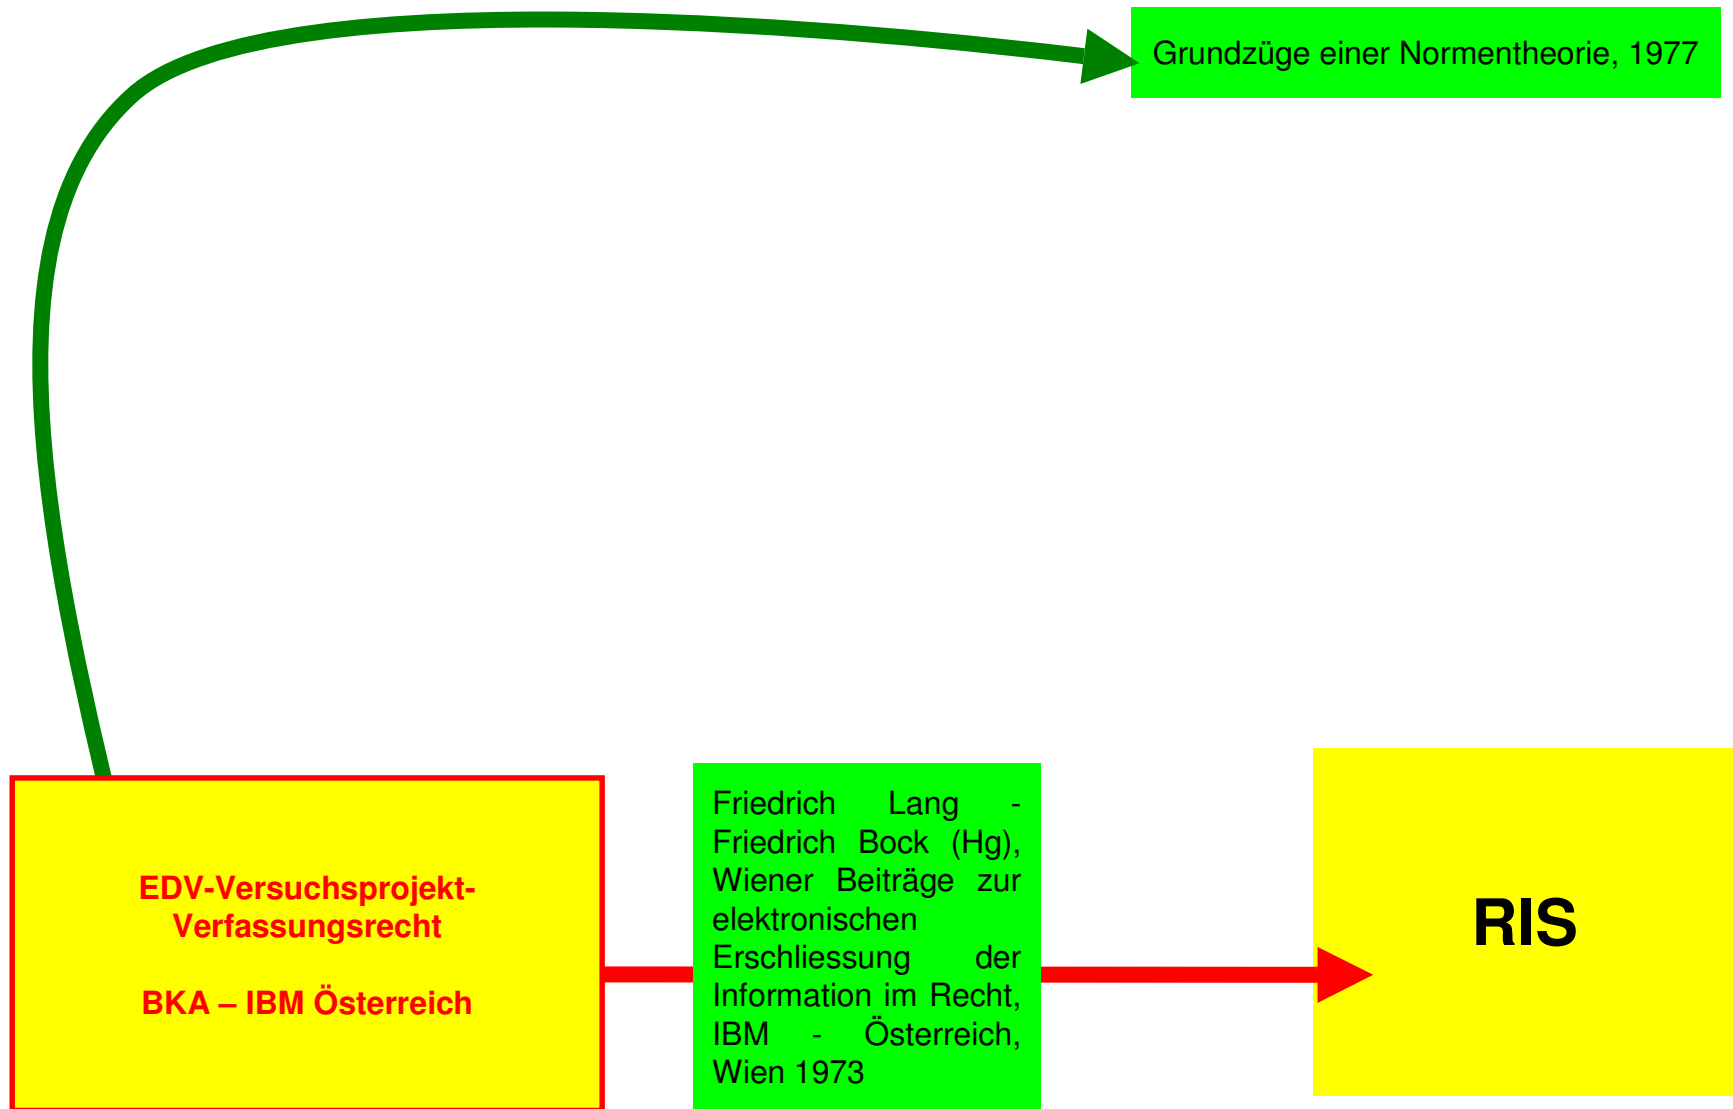 Grundzüge einer Normentheorie, 1977
EDV-Versuchsprojekt-
Verfassungsrecht
BKA – IBM Österreich
Friedrich Lang -
Friedrich Bock (Hg),
Wiener Beiträge zur
elektronischen
Erschliessung der
Information im Recht,
IBM - Österreich,
Wien 1973
RIS